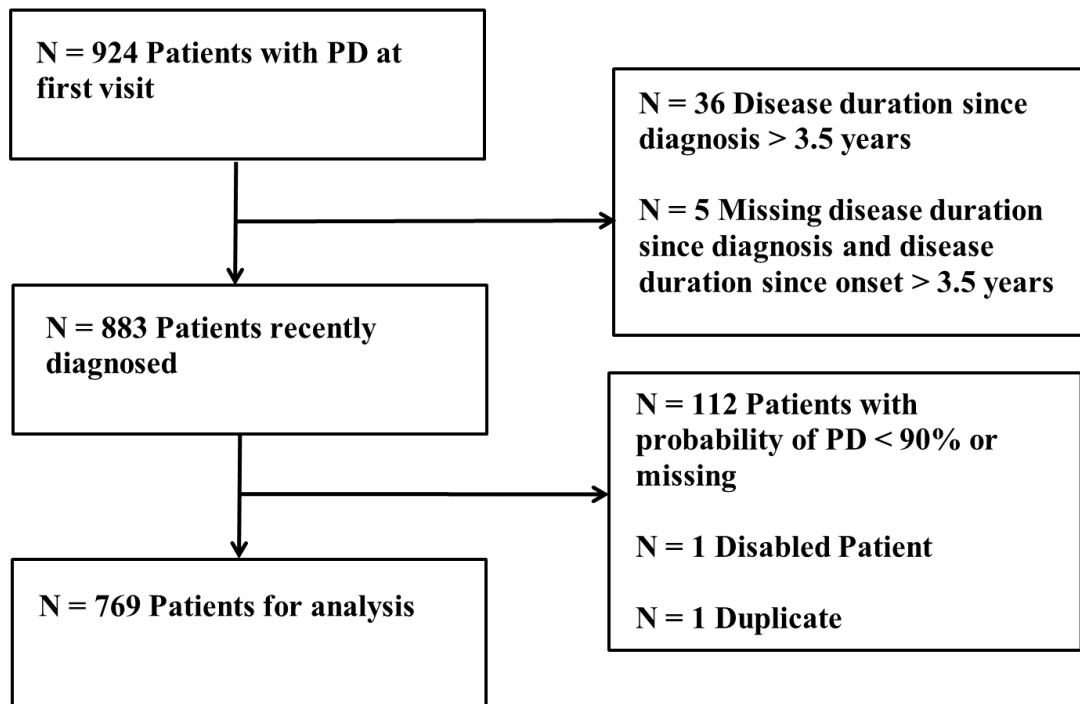 N = 924 Patients with PD at
first visit
N = 36 Disease duration since
diagnosis > 3.5 years
N = 5 Missing disease duration
since diagnosis and disease
duration since onset > 3.5 years
N = 883 Patients recently
diagnosed
N = 112 Patients with
probability of PD < 90% or
missing
N = 1 Disabled Patient
N = 1 Duplicate
N = 769 Patients for analysis